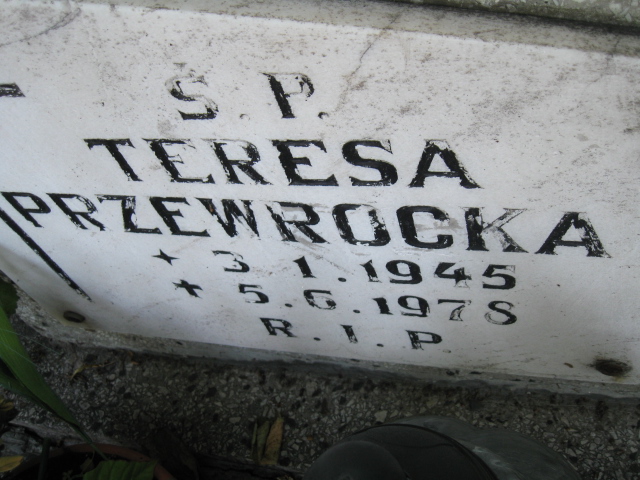 S.P.
TERESA
PRZEWROCKA
★ 3.1.1945
✝ 5.6.1978
R.I.P.